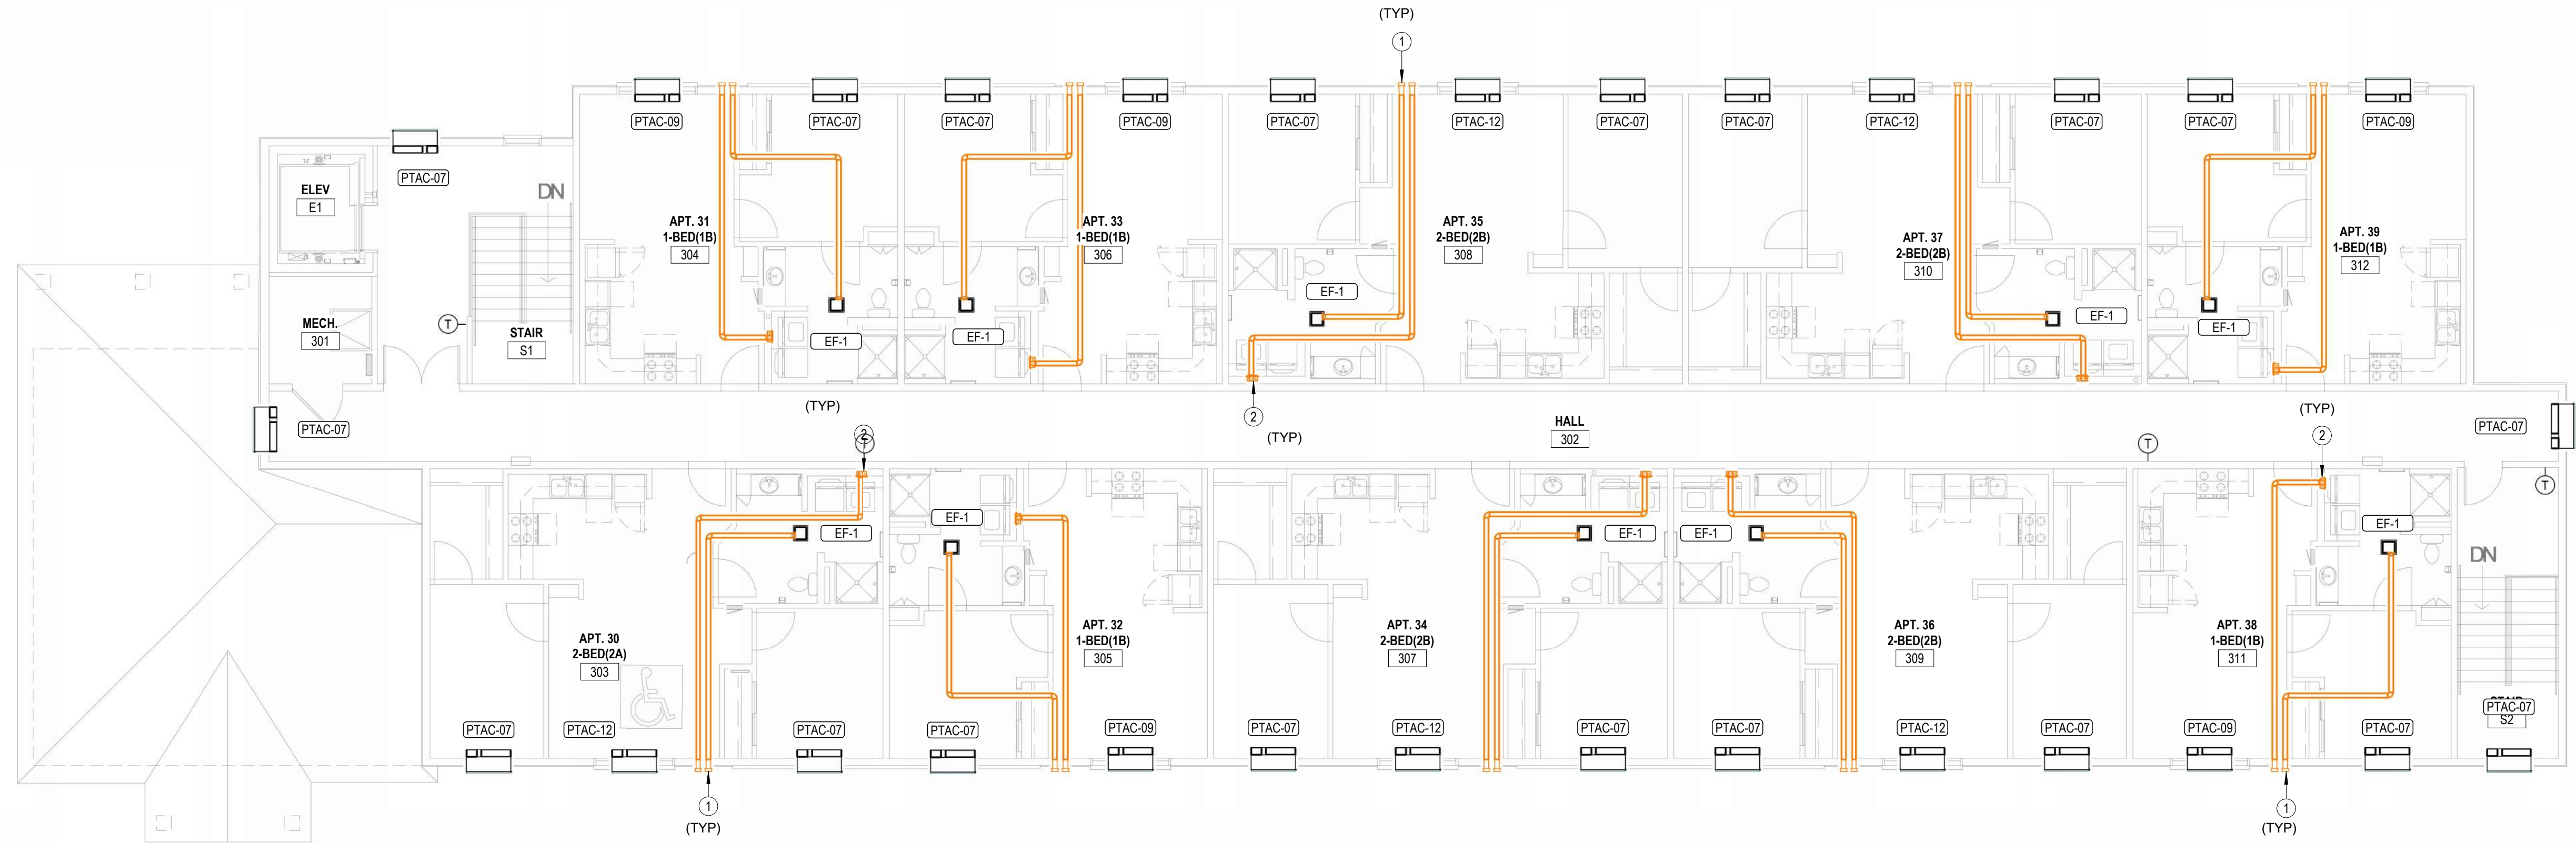 (TYP)
1
PTAC-09
PTAC-07
PTAC-07
PTAC-09
PTAC-07
PTAC-12
PTAC-07
PTAC-07
PTAC-12
PTAC-07
PTAC-07
PTAC-09
PTAC-07
ELEV
E1
DN
APT. 31
1-BED(1B)
304
APT. 33
1-BED(1B)
306
APT. 35
2-BED(2B)
308
APT. 37
2-BED(2B)
310
APT. 39
1-BED(1B)
312
MECH.
301
T
STAIR
S1
EF-1
EF-1
EF-1
EF-1
EF-1
(TYP)
2
(TYP)
(TYP)
PTAC-07
HALL
302
PTAC-07
2
T
2
T
EF-1
EF-1
EF-1
EF-1
EF-1
DN
APT. 30
2-BED(2A)
303
APT. 32
1-BED(1B)
305
APT. 34
2-BED(2B)
307
APT. 36
2-BED(2B)
309
APT. 38
1-BED(1B)
311
PTAC-07
PTAC-12
PTAC-07
PTAC-07
PTAC-09
PTAC-07
PTAC-12
PTAC-07
PTAC-07
PTAC-12
PTAC-07
PTAC-09
PTAC-07
PTAC-07
S2
1
(TYP)
1
(TYP)